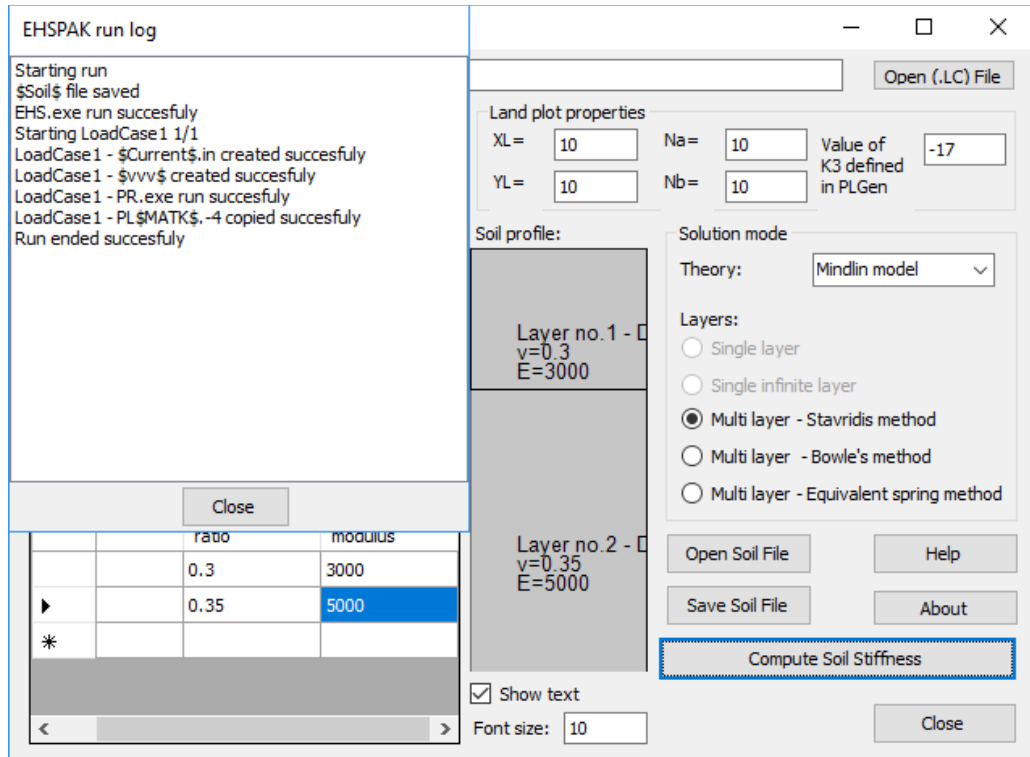 EHSPAK run log
Starting run
$Soil$ file saved
EHS.exe run succesfuly
Starting LoadCase1 1/1
LoadCase1 - $Current$.in created succesfuly
LoadCase1 - $vvv$ created succesfuly
LoadCase1 - PR.exe run succesfuly
LoadCase1 - PL$MATK$.-4 copied succesfuly
Run ended succesfuly
Close
Open (.LC) File
Land plot properties
XL= 10
Na= 10
YL= 10
Nb= 10
Value of
K3 defined
in PLGen
-17
Soil profile:
Layer no.1 - D
v=0.3
E=3000
Layer no.2 - D
v=0.35
E=5000
Solution mode
Theory: Mindlin model
Layers:
Single layer
Single infinite layer
Multi layer - Stavridis method
Multi layer - Bowle's method
Multi layer - Equivalent spring method
ratio modulus
0.3 3000
0.35 5000
Show text
Font size: 10
Open Soil File
Help
Save Soil File
About
Compute Soil Stiffness
Close